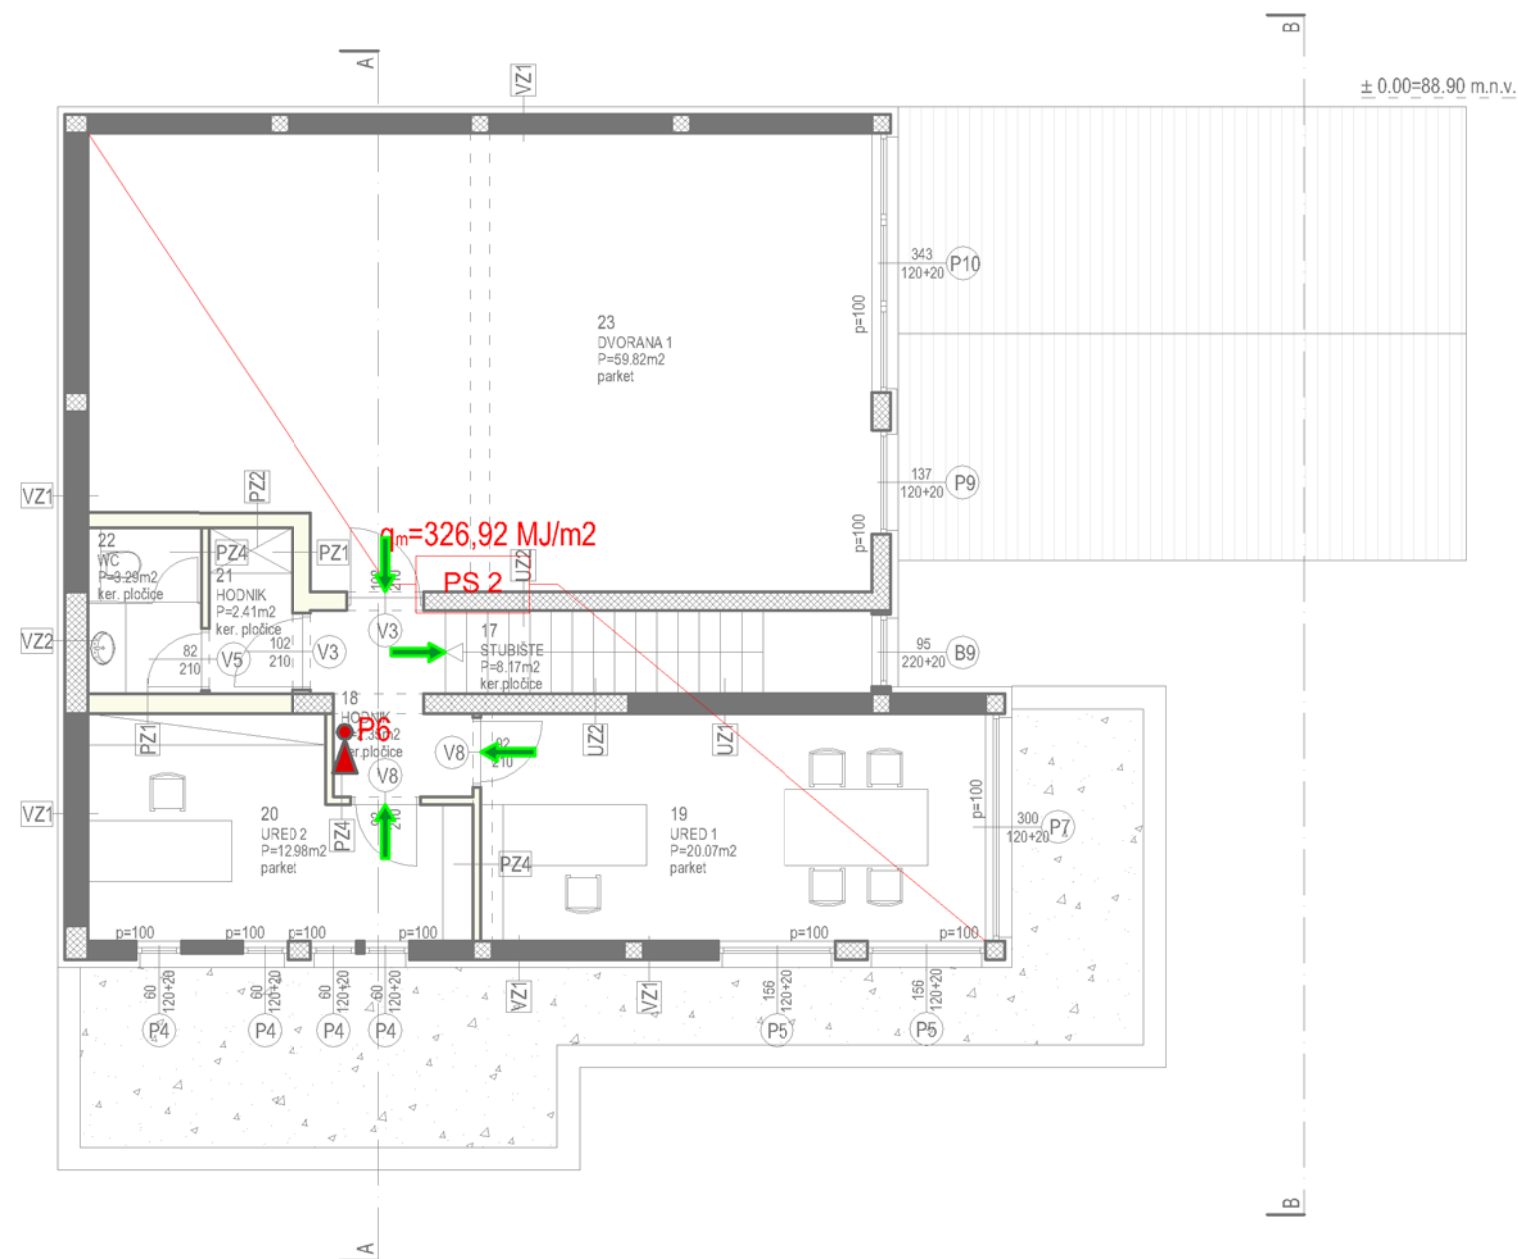 B
A
VZ1
± 0.00=88.90 m.n.v.
343
120+20
P10
p=100
23
DVORANA 1
P=59.82m2
parket
137
120+20
P9
p=100
VZ1
PZ2
qm=326,92 MJ/m2
22
WC
P=3.29m2
ker. pločice
PZ4
PZ1
21
HODNIK
P=2.41m2
ker. pločice
UZ2
PS 2
210
V3
VZ2
82
210
V5
102
210
V3
17
STUBIŠTE
P=8.17m2
ker.pločice
95
220+20
B9
18
HODNIK
ker.pločice
P6
PZ1
V8
92
210
UZ2
UZ1
V8
VZ1
20
URED 2
P=12.98m2
parket
PZ4
210
19
URED 1
P=20.07m2
parket
p=100
300
120+20
P7
PZ4
p=100
p=100
p=100
p=100
p=100
p=100
60
120+20
P4
60
120+20
P4
60
120+20
P4
60
120+20
P4
VZ1
VZ1
156
120+20
P5
156
120+20
P5
B
A